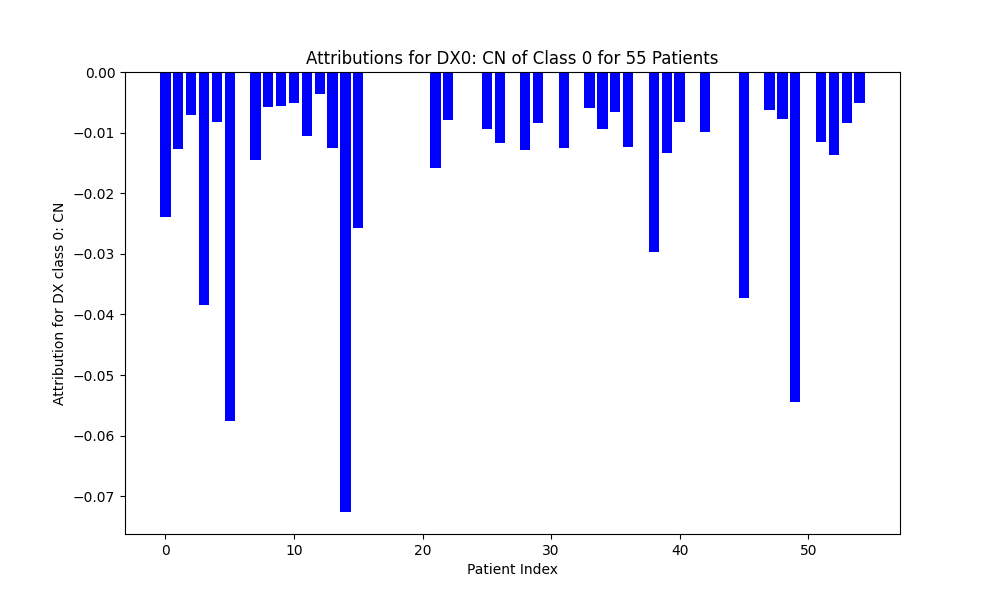 Attributions for DX0: CN of Class 0 for 55 Patients
Attribution for DX class 0: CN
0.00
−0.01
−0.02
−0.03
−0.04
−0.05
−0.06
−0.07
0 10 20 30 40 50
Patient Index